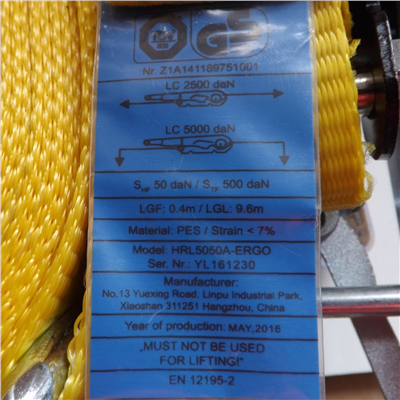 GS
Nr. Z1A141189751001
LC 2500 daN
LC 5000 daN
SHF 50 daN / STF 500 daN
LGF: 0.4m / LGL: 9.6m
Material: PES / Strain < 7%
Model: HRL5050A-ERGO
Ser. Nr.: YL161230
Manufacturer:
No.13 Yuexing Road, Linpu Industrial Park,
Xiaoshan 311251 Hangzhou, China
Year of production: MAY,2016
„MUST NOT BE USED
FOR LIFTING!"
EN 12195-2